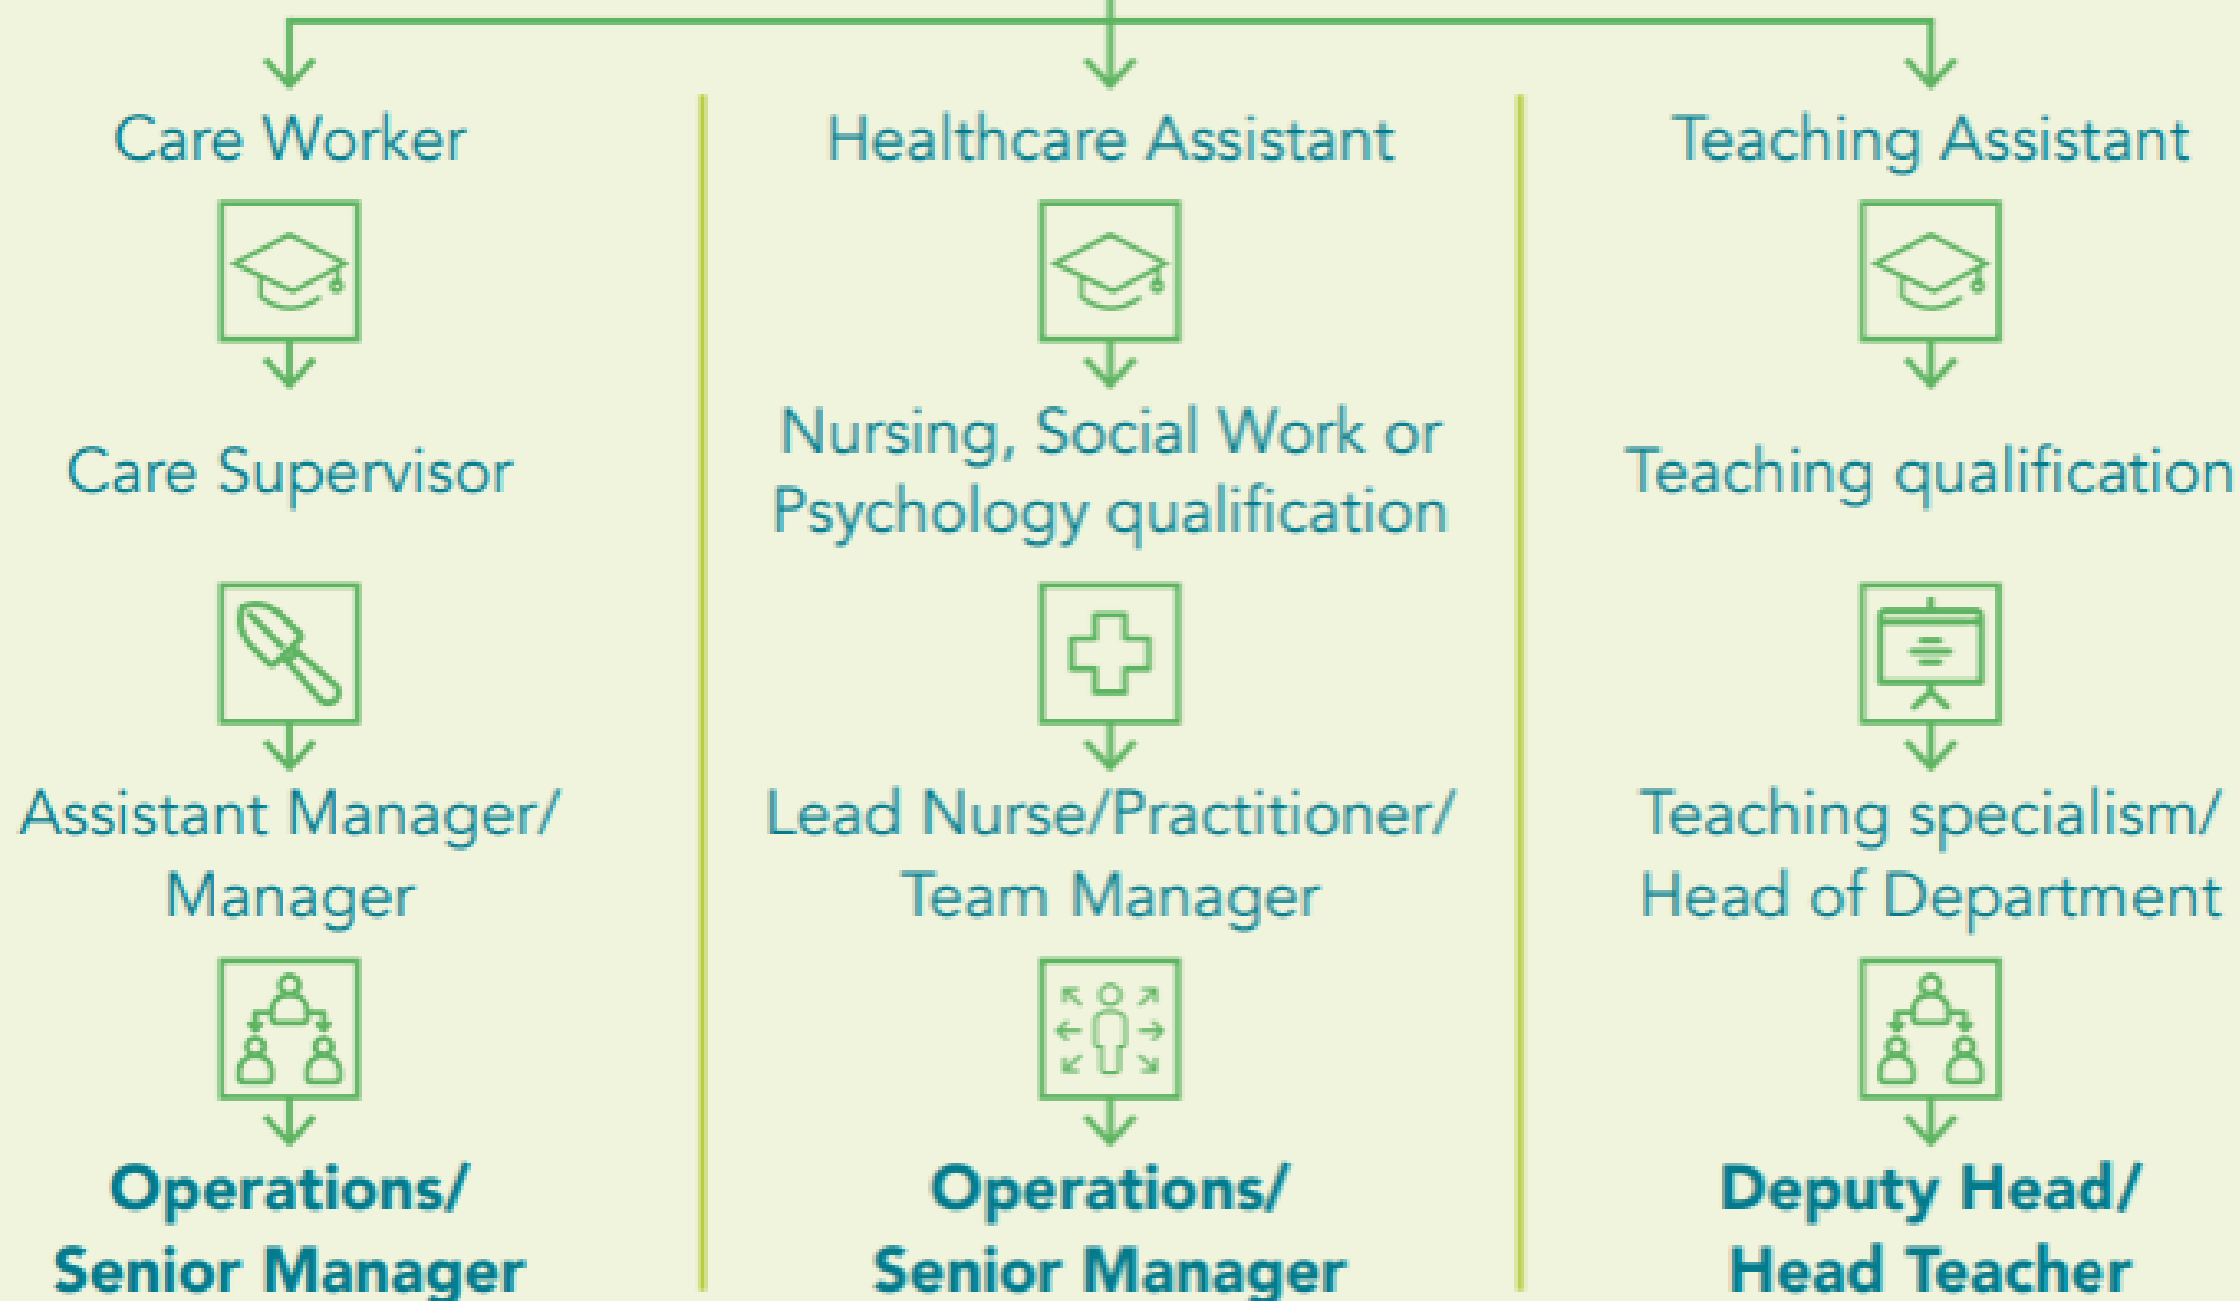 Care Worker
Care Supervisor
Assistant Manager/
Manager
Operations/
Senior Manager
Healthcare Assistant
Nursing, Social Work or
Psychology qualification
Lead Nurse/Practitioner/
Team Manager
Operations/
Senior Manager
Teaching Assistant
Teaching qualification
Teaching specialism/
Head of Department
Deputy Head/
Head Teacher